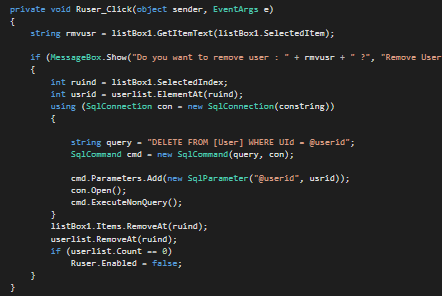 private void Ruser_Click(object sender, EventArgs e)
{
string rmvusr = listBox1.GetItemText(listBox1.SelectedItem);
if (MessageBox.Show("Do you want to remove user : " + rmvusr + " ?", "Remove User
{
int ruind = listBox1.SelectedIndex;
int usrid = userlist.ElementAt(ruind);
using (SqlConnection con = new SqlConnection(constring))
{
string query = "DELETE FROM [User] WHERE UId = @userid";
SqlCommand cmd = new SqlCommand(query, con);
cmd.Parameters.Add(new SqlParameter("@userid", usrid));
con.Open();
cmd.ExecuteNonQuery();
}
listBox1.Items.RemoveAt(ruind);
userlist.RemoveAt(ruind);
if (userlist.Count == 0)
Ruser.Enabled = false;
}
}